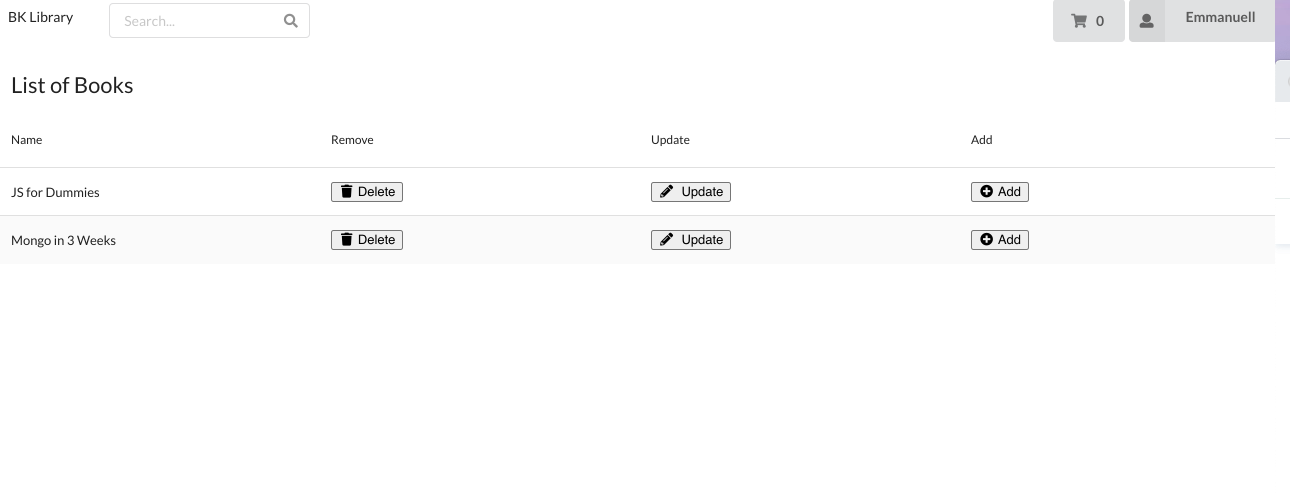 BK Library Search... 0 Emmanuell
List of Books
Name Remove Update Add
JS for Dummies Delete Update Add
Mongo in 3 Weeks Delete Update Add